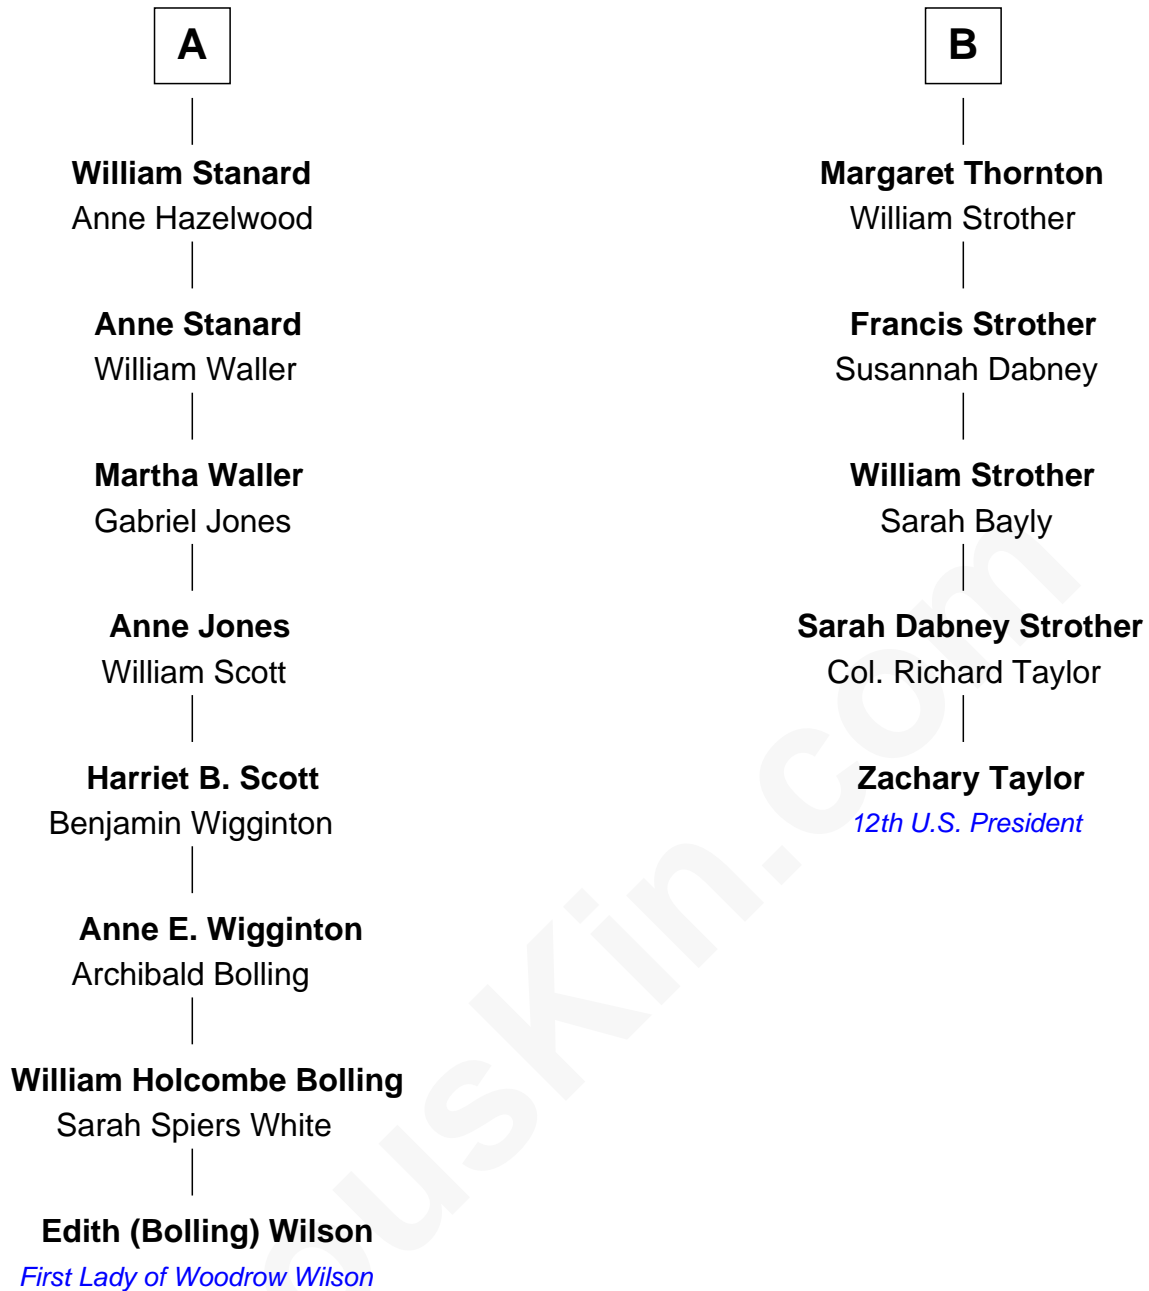 A
William Stanard
Anne Hazelwood
Anne Stanard
William Waller
Martha Waller
Gabriel Jones
Anne Jones
William Scott
Harriet B. Scott
Benjamin Wigginton
Anne E. Wigginton
Archibald Bolling
William Holcombe Bolling
Sarah Spiers White
Edith (Bolling) Wilson
First Lady of Woodrow Wilson
B
Margaret Thornton
William Strother
Francis Strother
Susannah Dabney
William Strother
Sarah Bayly
Sarah Dabney Strother
Col. Richard Taylor
Zachary Taylor
12th U.S. President
ousKin.com